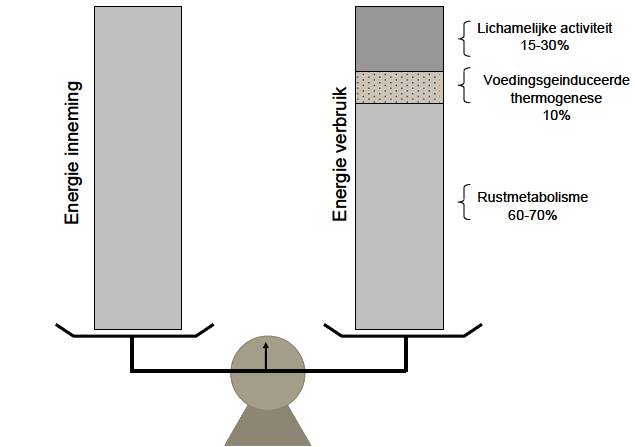 Energie inneming
Energie verbruik
Lichamelijke activiteit
15-30%
Voedingsgeinduceerde
thermogenese
10%
Rustmetabolisme
60-70%